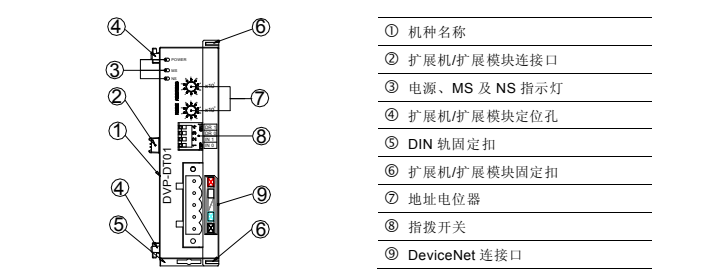 ④
⑥
POWER
MS
NS
③
⑦
②
⑧
①
DVP-DT01
④
⑨
⑤
⑥
① 机种名称
② 扩展机/扩展模块连接口
③ 电源、MS 及 NS 指示灯
④ 扩展机/扩展模块定位孔
⑤ DIN 轨固定扣
⑥ 扩展机/扩展模块固定扣
⑦ 地址电位器
⑧ 指拨开关
⑨ DeviceNet 连接口